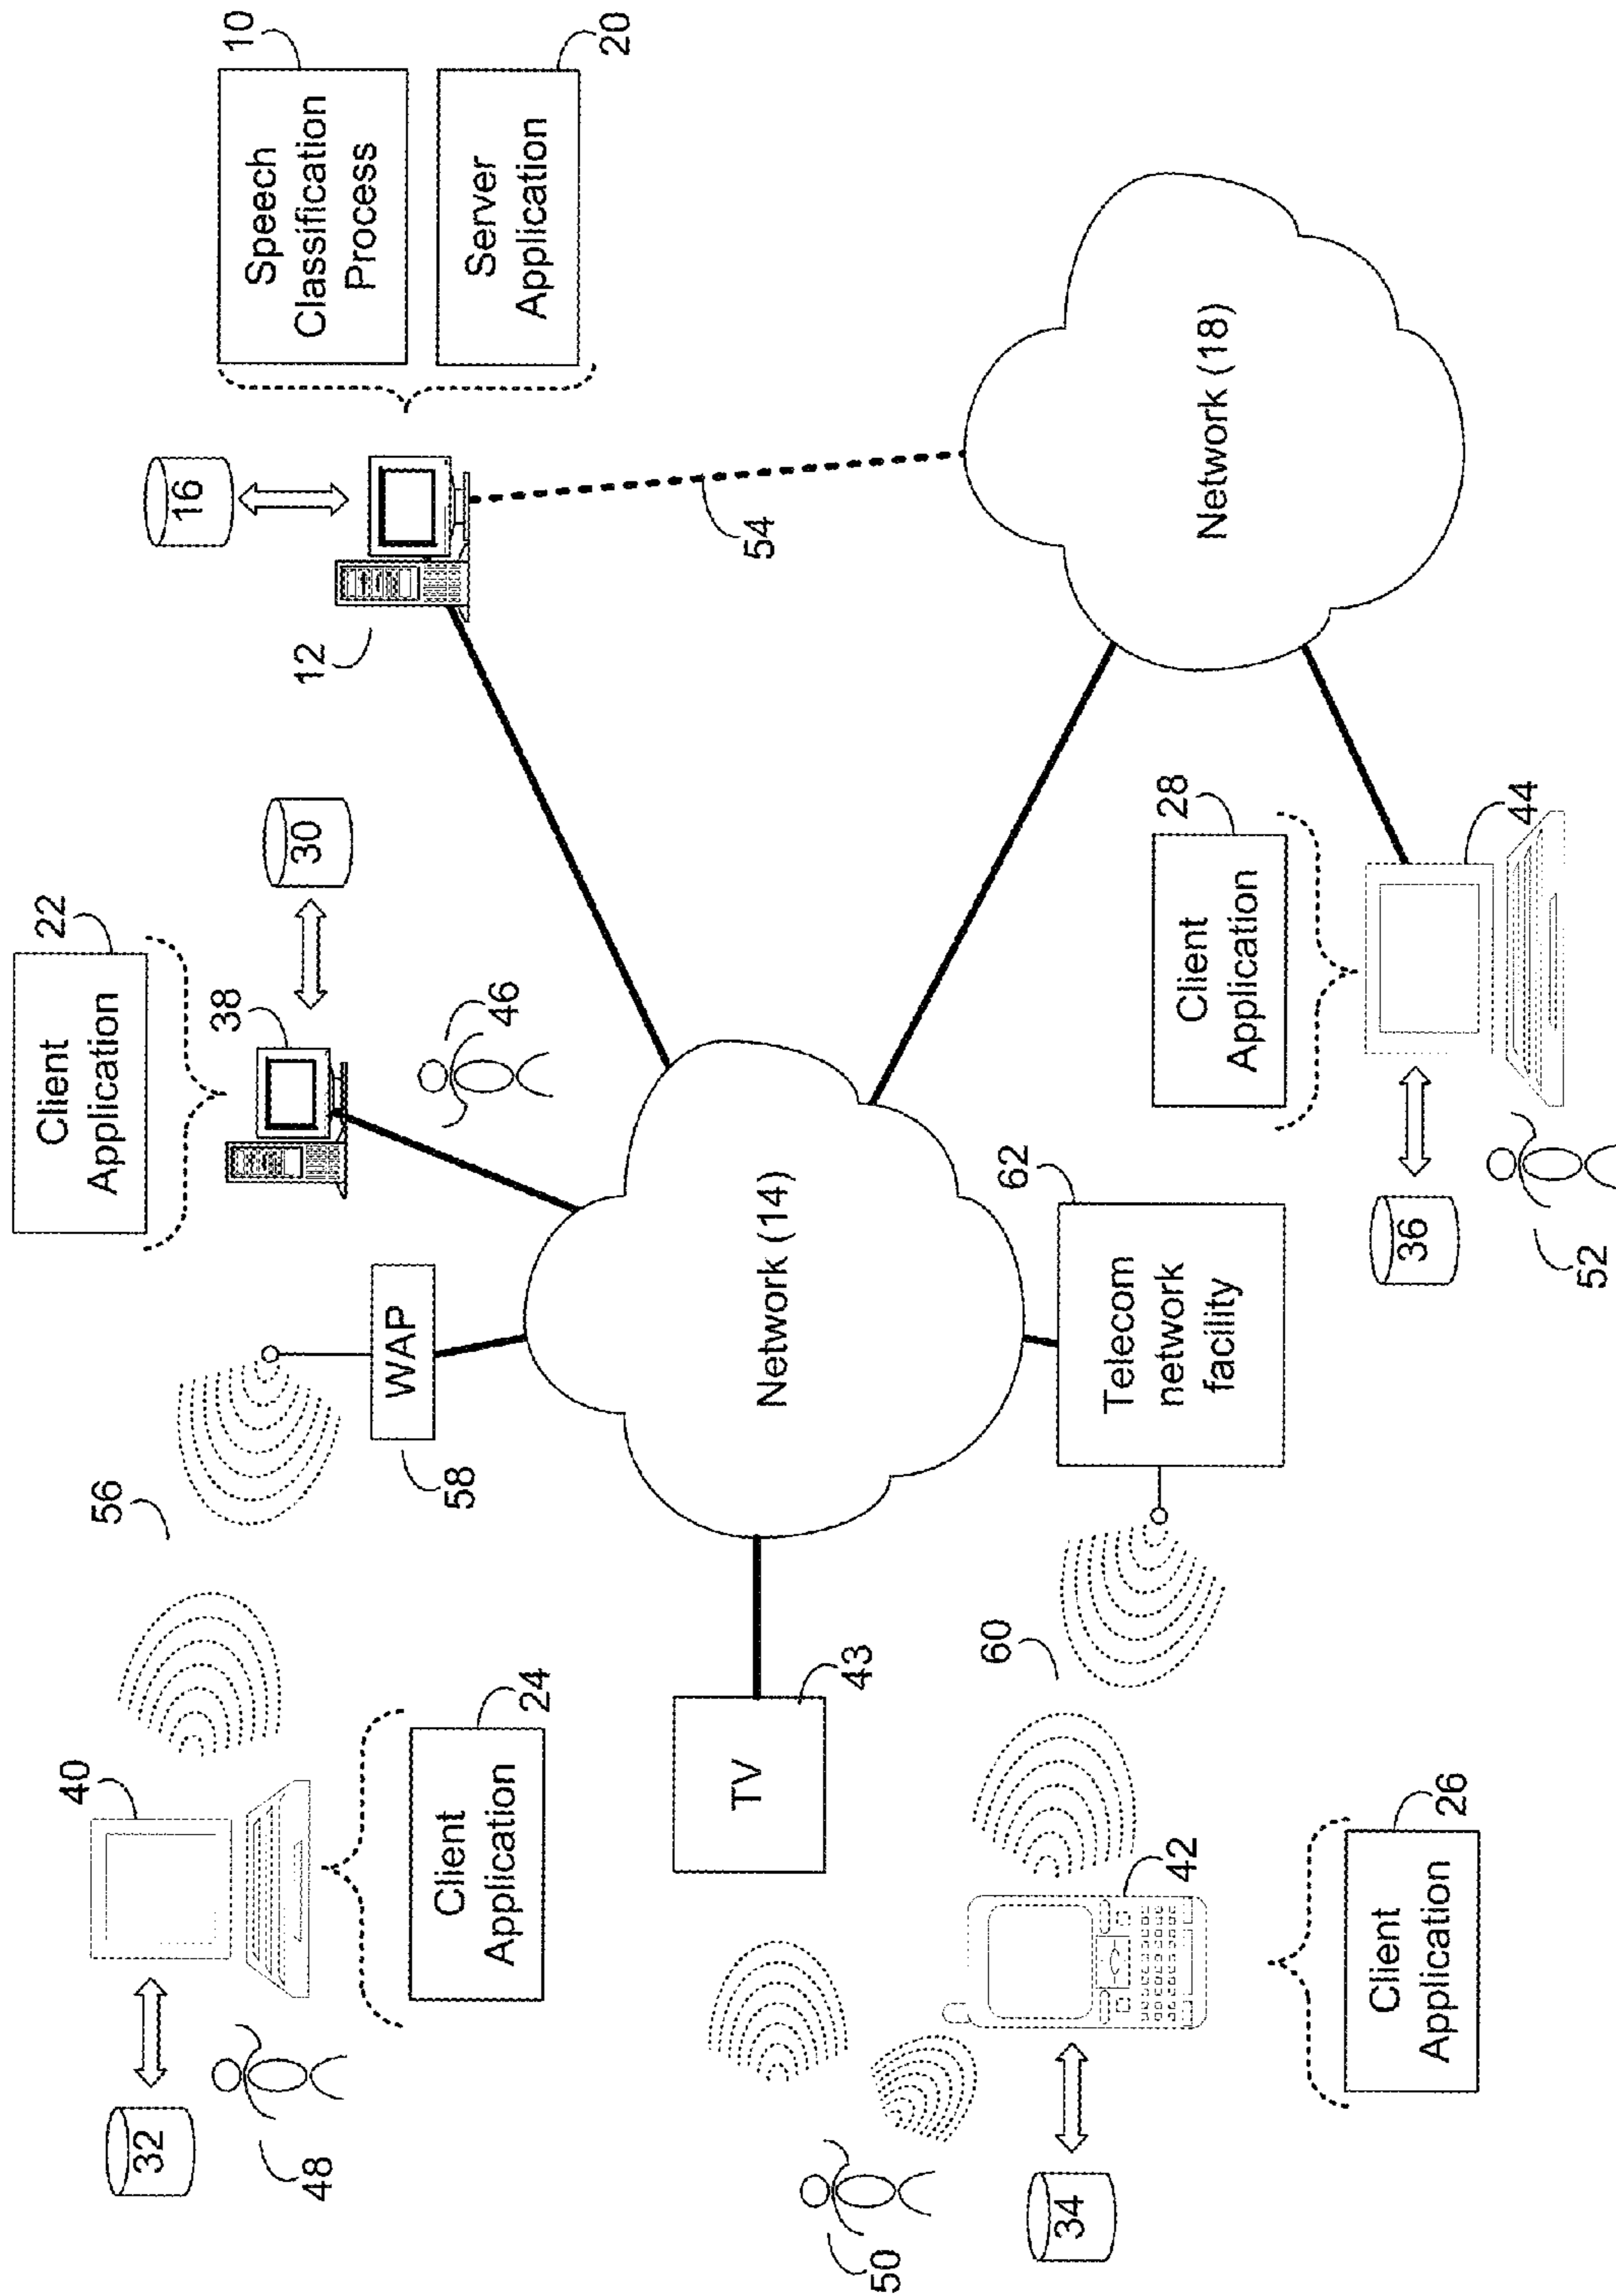 10
Speech
Classification
Process
20
Server
Application
16
12
54
Network (18)
22
Client
Application
38
30
46
28
Client
Application
44
36
52
56
WAP
58
Network (14)
62
Telecom
network
facility
60
40
32
48
24
Client
Application
TV
43
42
34
50
26
Client
Application